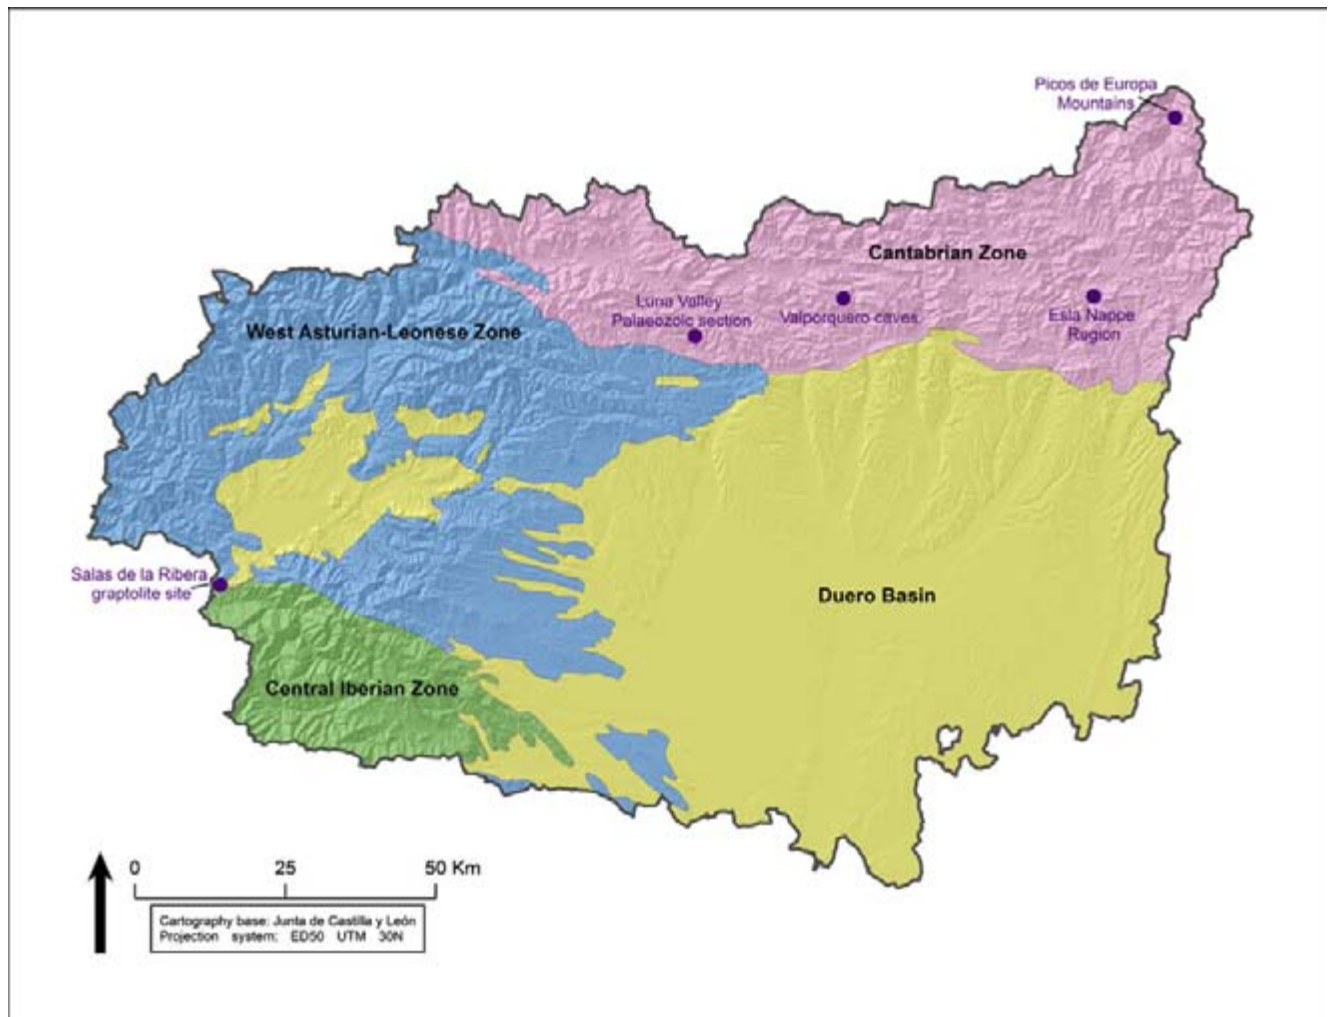 Picos de Europa
Mountains
Cantabrian Zone
Luna Valley
Palaeozoic section
Valporquero caves
Esla Nappe
Region
West Asturian-Leonese Zone
Salas de la Ribera
graptolite site
Duero Basin
Central Iberian Zone
0 25 50 Km
Cartography base: Junta de Castilla y León
Projection system: ED50 UTM 30N